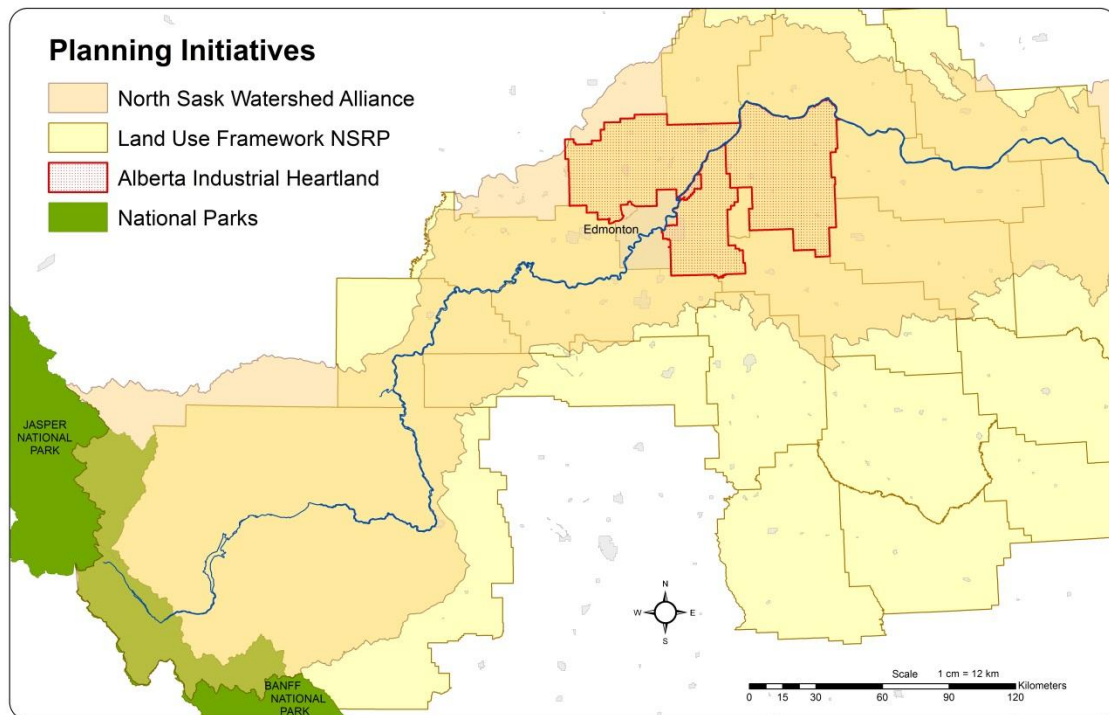 Planning Initiatives
North Sask Watershed Alliance
Land Use Framework NSRP
Alberta Industrial Heartland
National Parks
Edmonton
JASPER
NATIONAL
PARK
BANFF
NATIONAL
PARK
N
W E
S
Scale 1 cm = 12 km
Kilometers
0 15 30 60 90 120